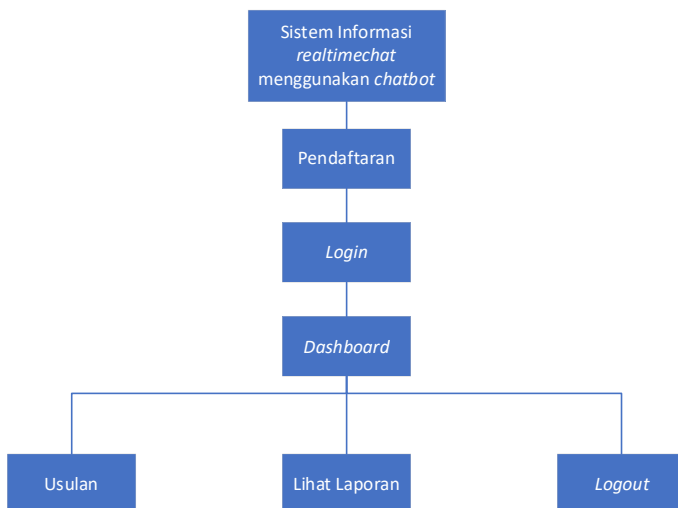 Sistem Informasi
realtimechat
menggunakan chatbot
Pendaftaran
Login
Dashboard
Usulan
Lihat Laporan
Logout